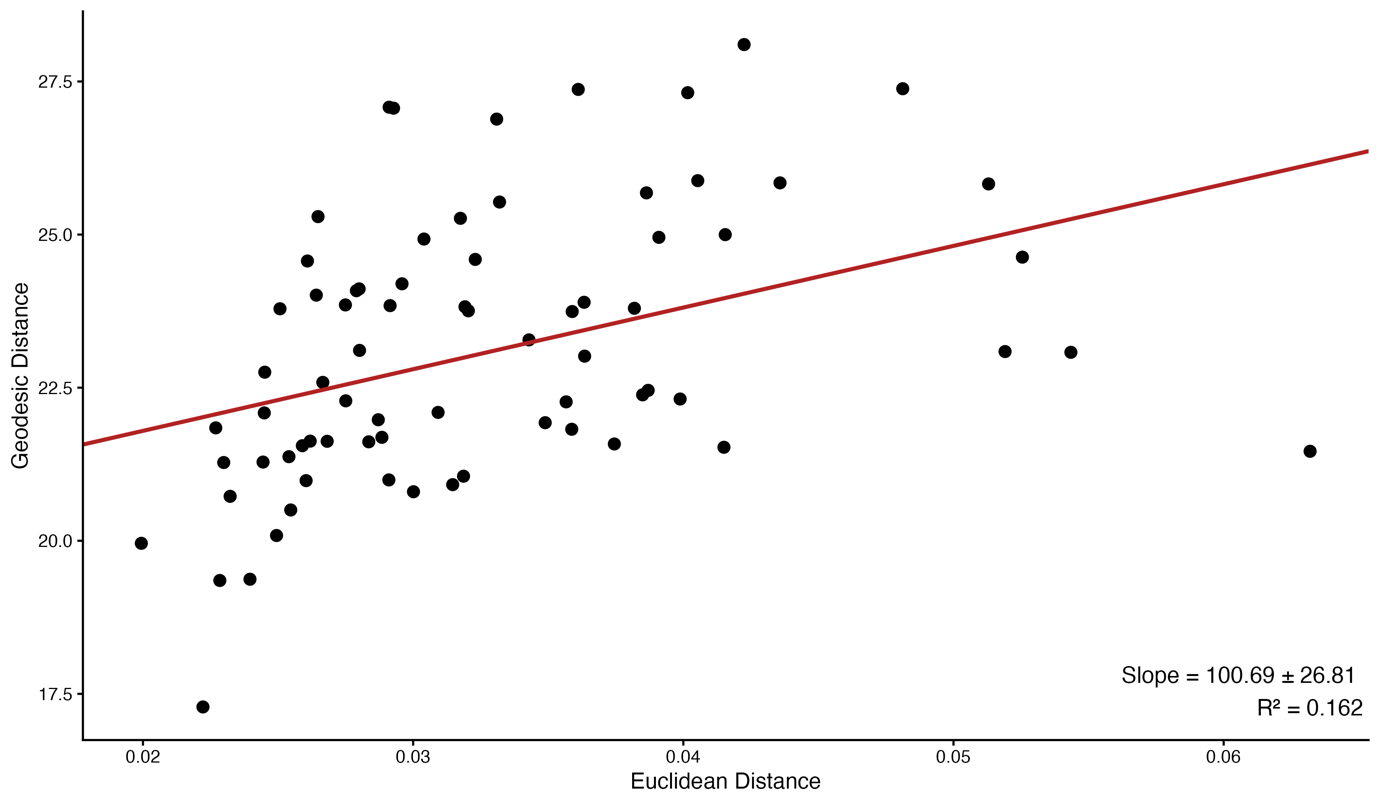 27.5
25.0
22.5
20.0
17.5
Geodesic Distance
Slope = 100.69 ± 26.81
R² = 0.162
0.02 0.03 0.04 0.05 0.06
Euclidean Distance